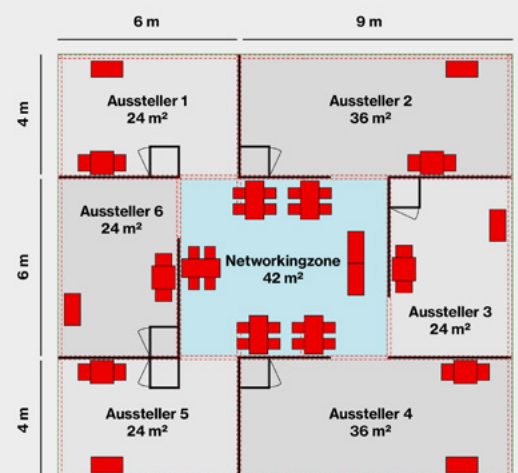 6 m
9 m
4 m
Aussteller 1
24 m²
Aussteller 2
36 m²
6 m
Aussteller 6
24 m²
Networkingzone
42 m²
Aussteller 3
24 m²
4 m
Aussteller 5
24 m²
Aussteller 4
36 m²